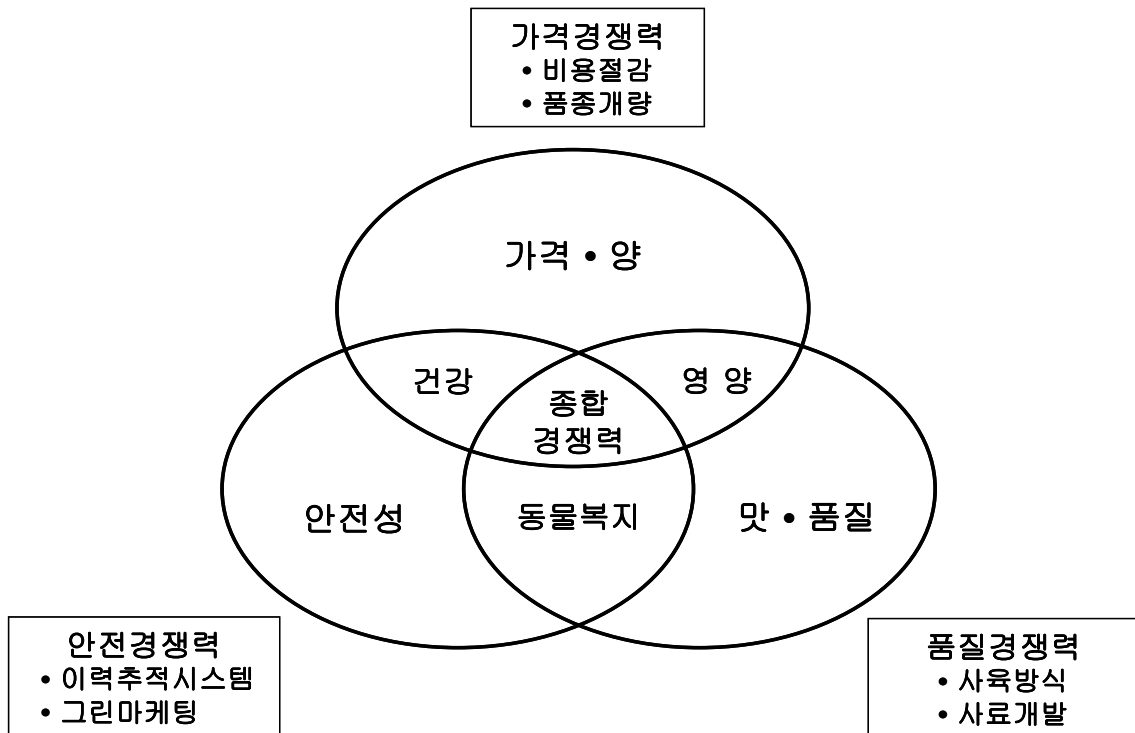 가격경쟁력
• 비용절감
• 품종개량
가격 • 양
건강
영 양
종합
경쟁력
안전성
동물복지
맛 • 품질
안전경쟁력
• 이력추적시스템
• 그린마케팅
품질경쟁력
• 사육방식
• 사료개발